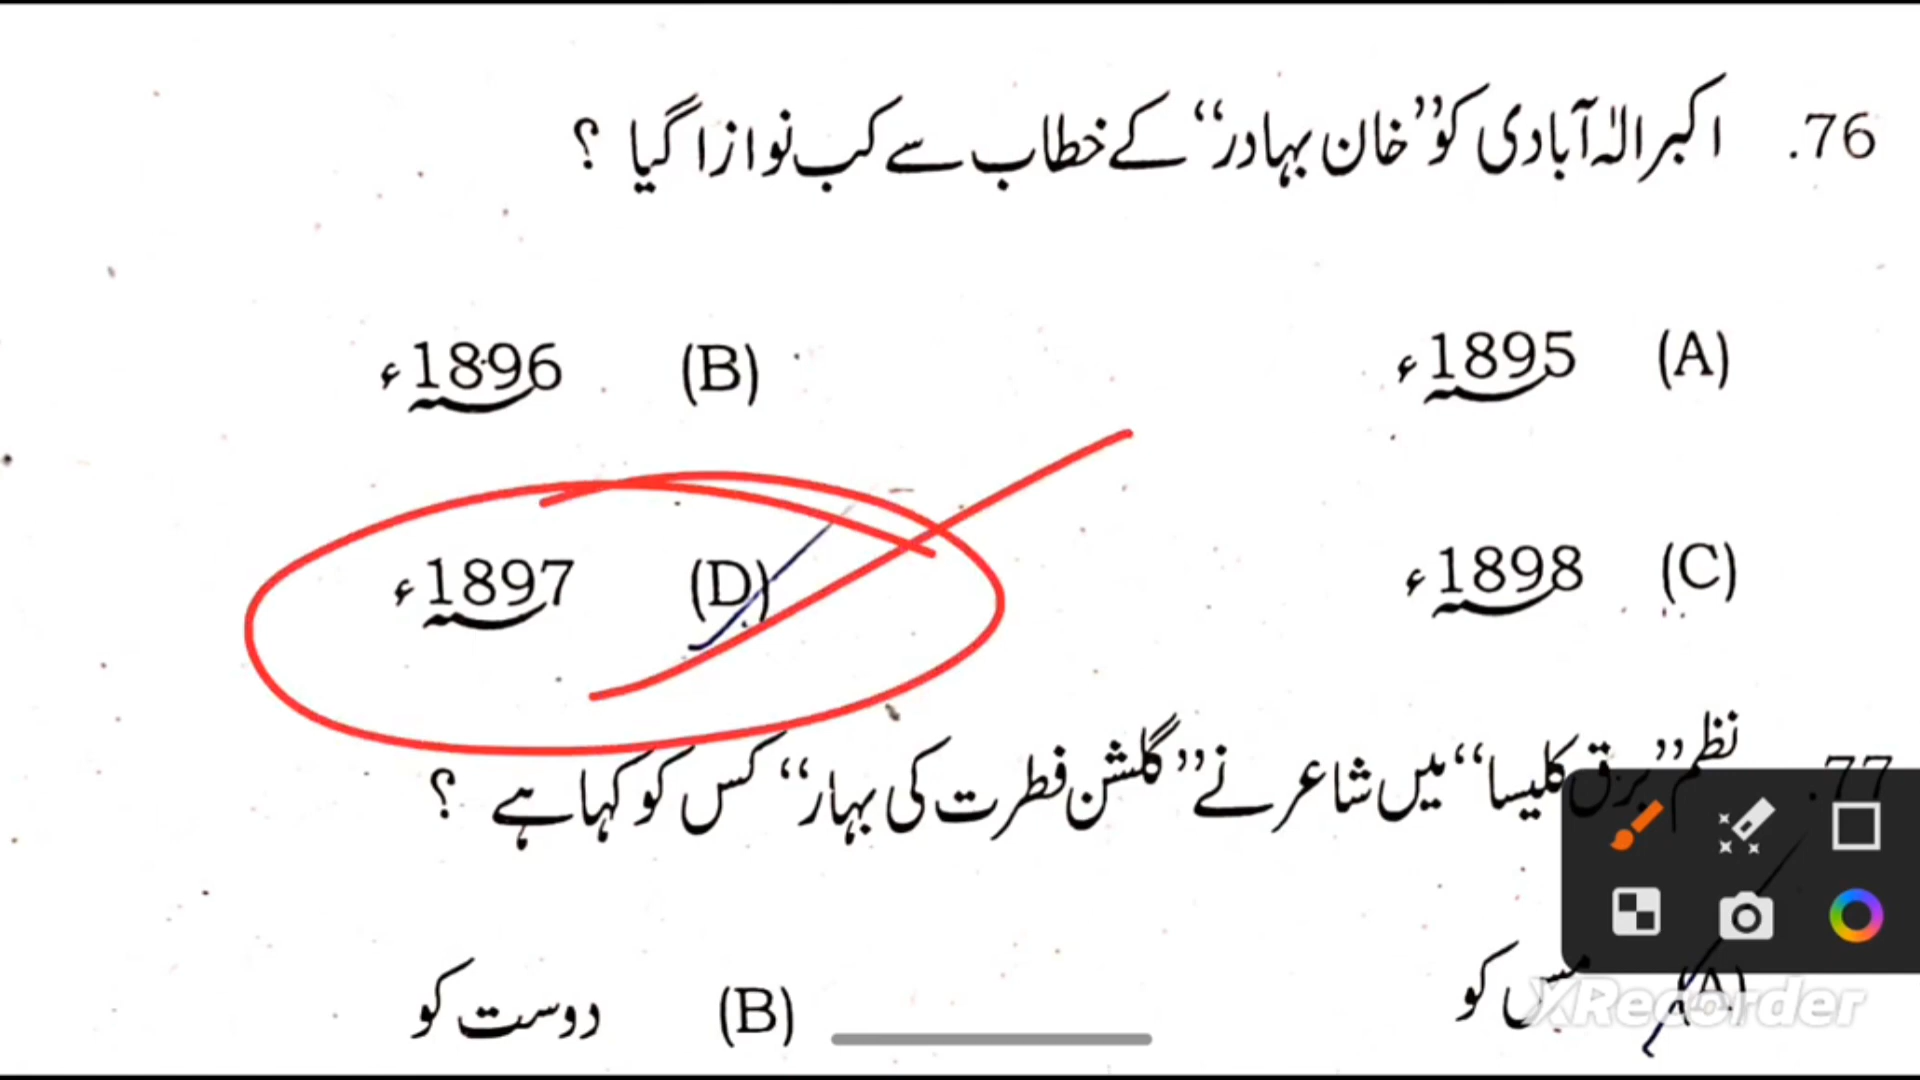 76. اکبر الہٰ آبادی کو ”خان بہادر“ کے خطاب سے کب نوازا گیا ؟
(A) 1895ء (B) 1896ء
(C) 1898ء (D) 1897ء
77. نظم ”برق کلیسا“ میں شاعر نے ”گلشن فطرت کی بہار“ کس کو کہا ہے ؟
(A) مِس کو (B) دوست کو
XRecorder